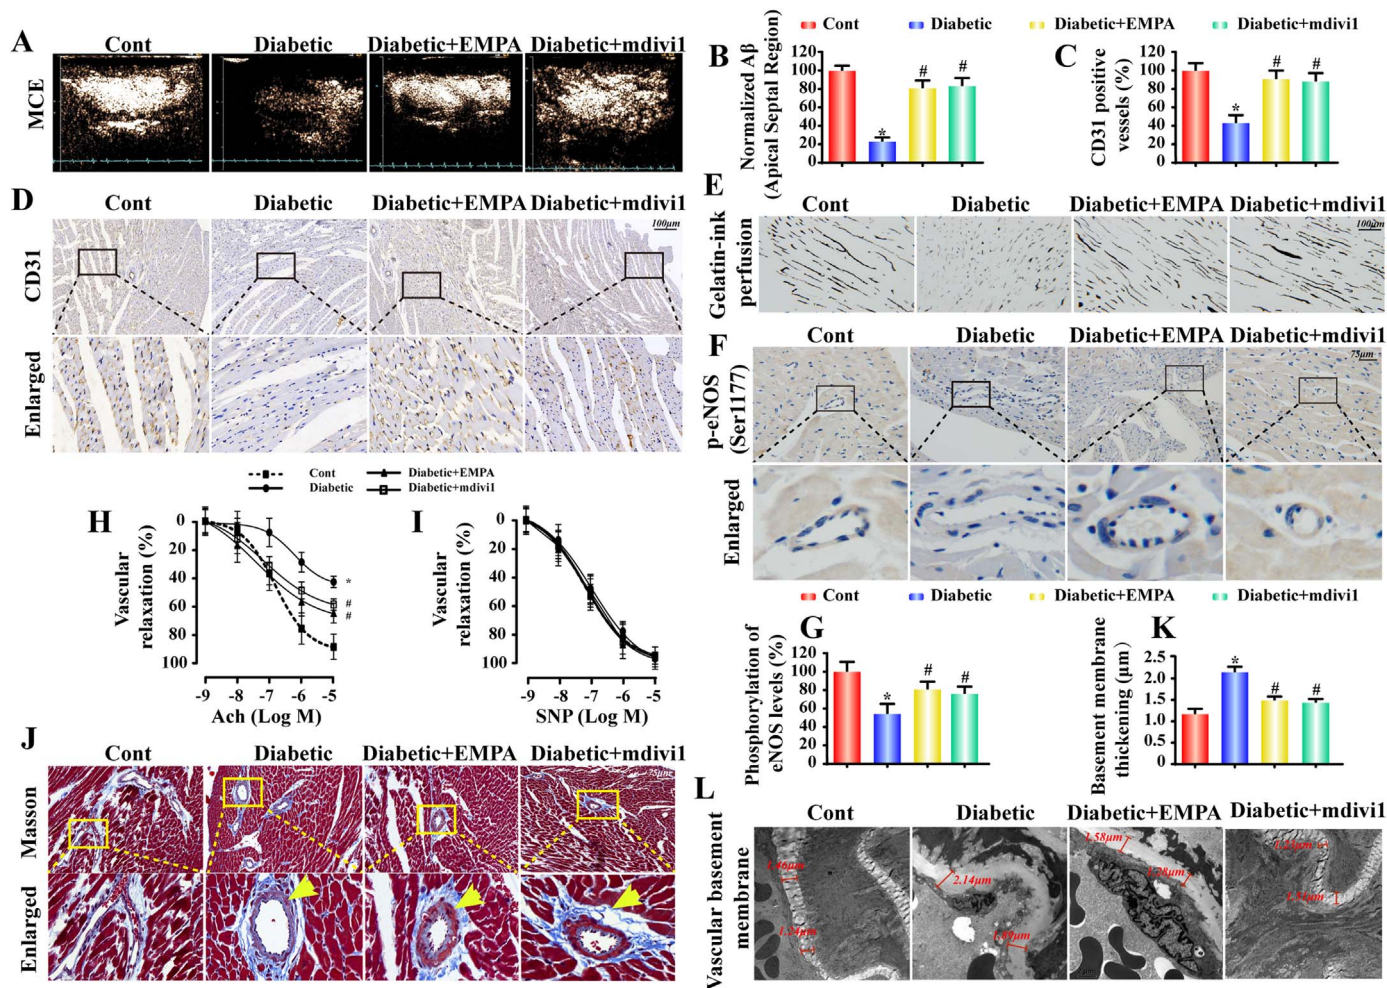 A
Cont
Diabetic
Diabetic+EMPA
Diabetic+mdivi1
MCE
Cont
Diabetic
Diabetic+EMPA
Diabetic+mdivi1
B
Normalized Aβ
(Apical Septal Region)
120
100
80
60
40
20
0
*
#
#
C
CD31 positive
vessels (%)
120
100
80
60
40
20
0
*
#
#
D
Cont
Diabetic
Diabetic+EMPA
Diabetic+mdivi1
CD31
100μm
Enlarged
E
Cont
Diabetic
Diabetic+EMPA
Diabetic+mdivi1
Gelatin-ink
perfusion
100μm
F
Cont
Diabetic
Diabetic+EMPA
Diabetic+mdivi1
p-eNOS
(Ser1177)
75μm
Enlarged
Cont
Diabetic
Diabetic+EMPA
Diabetic+mdivi1
H
Vascular
relaxation (%)
0
20
40
60
80
100
*
#
#
-9
-8
-7
-6
-5
Ach (Log M)
I
Vascular
relaxation (%)
0
20
40
60
80
100
-9
-8
-7
-6
-5
SNP (Log M)
Cont
Diabetic
Diabetic+EMPA
Diabetic+mdivi1
G
Phosphorylation of
eNOS levels (%)
120
100
80
60
40
20
0
*
#
#
K
Basement membrane
thickening (μm)
2.5
2.0
1.5
1.0
.5
0
*
#
#
J
Cont
Diabetic
Diabetic+EMPA
Diabetic+mdivi1
Masson
75μm
Enlarged
L
Cont
Diabetic
Diabetic+EMPA
Diabetic+mdivi1
Vascular basement
membrane
2.14μm
1.58μm